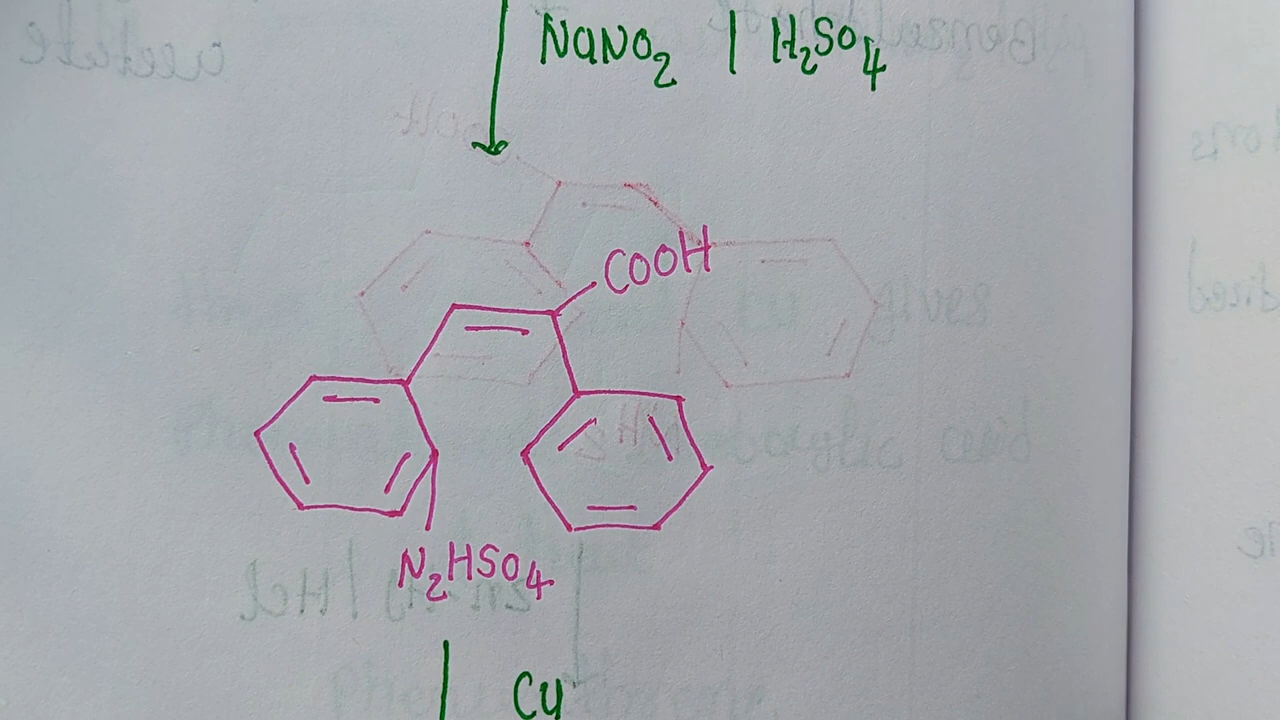 NaNO₂ | H₂SO₄
COOH
N₂HSO₄
Cu